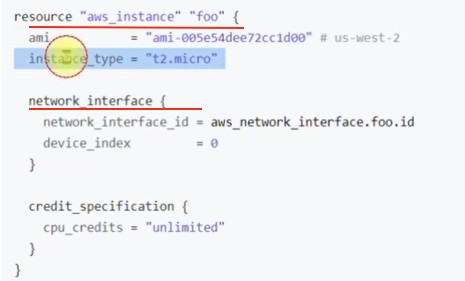 resource "aws_instance" "foo" {
ami = "ami-005e54dee72cc1d00" # us-west-2
instance_type = "t2.micro"
network_interface {
network_interface_id = aws_network_interface.foo.id
device_index = 0
}
credit_specification {
cpu_credits = "unlimited"
}
}